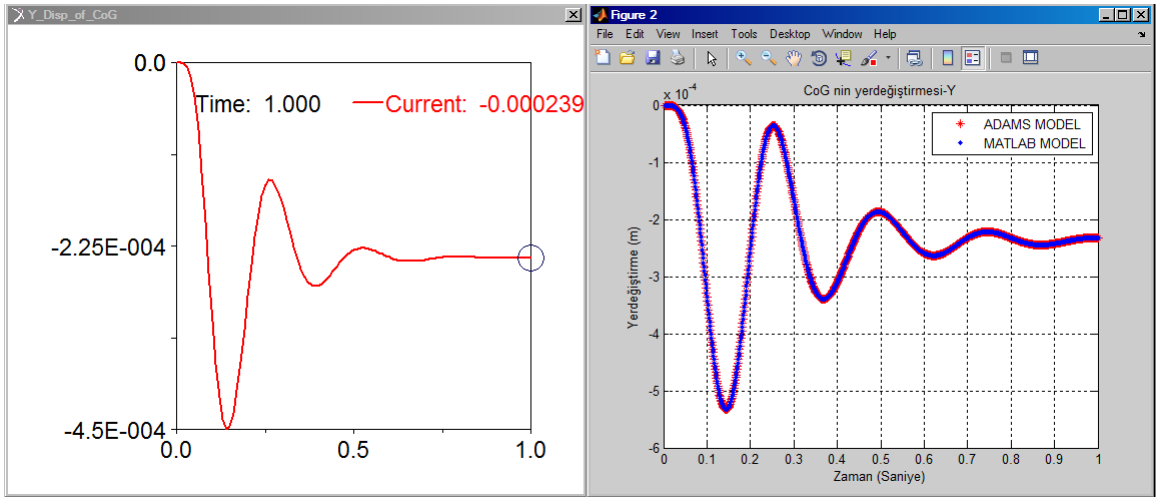 Y_Disp_of_CoG
0.0
Time: 1.000
Current: -0.000239
-2.25E-004
-4.5E-004
0.0
0.5
1.0
Figure 2
File Edit View Insert Tools Desktop Window Help
x 10^-4
CoG nin yerdeğiştirmesi-Y
ADAMS MODEL
MATLAB MODEL
0
-1
-2
-3
-4
-5
-6
Yerdeğiştirme (m)
0 0.1 0.2 0.3 0.4 0.5 0.6 0.7 0.8 0.9 1
Zaman (Saniye)